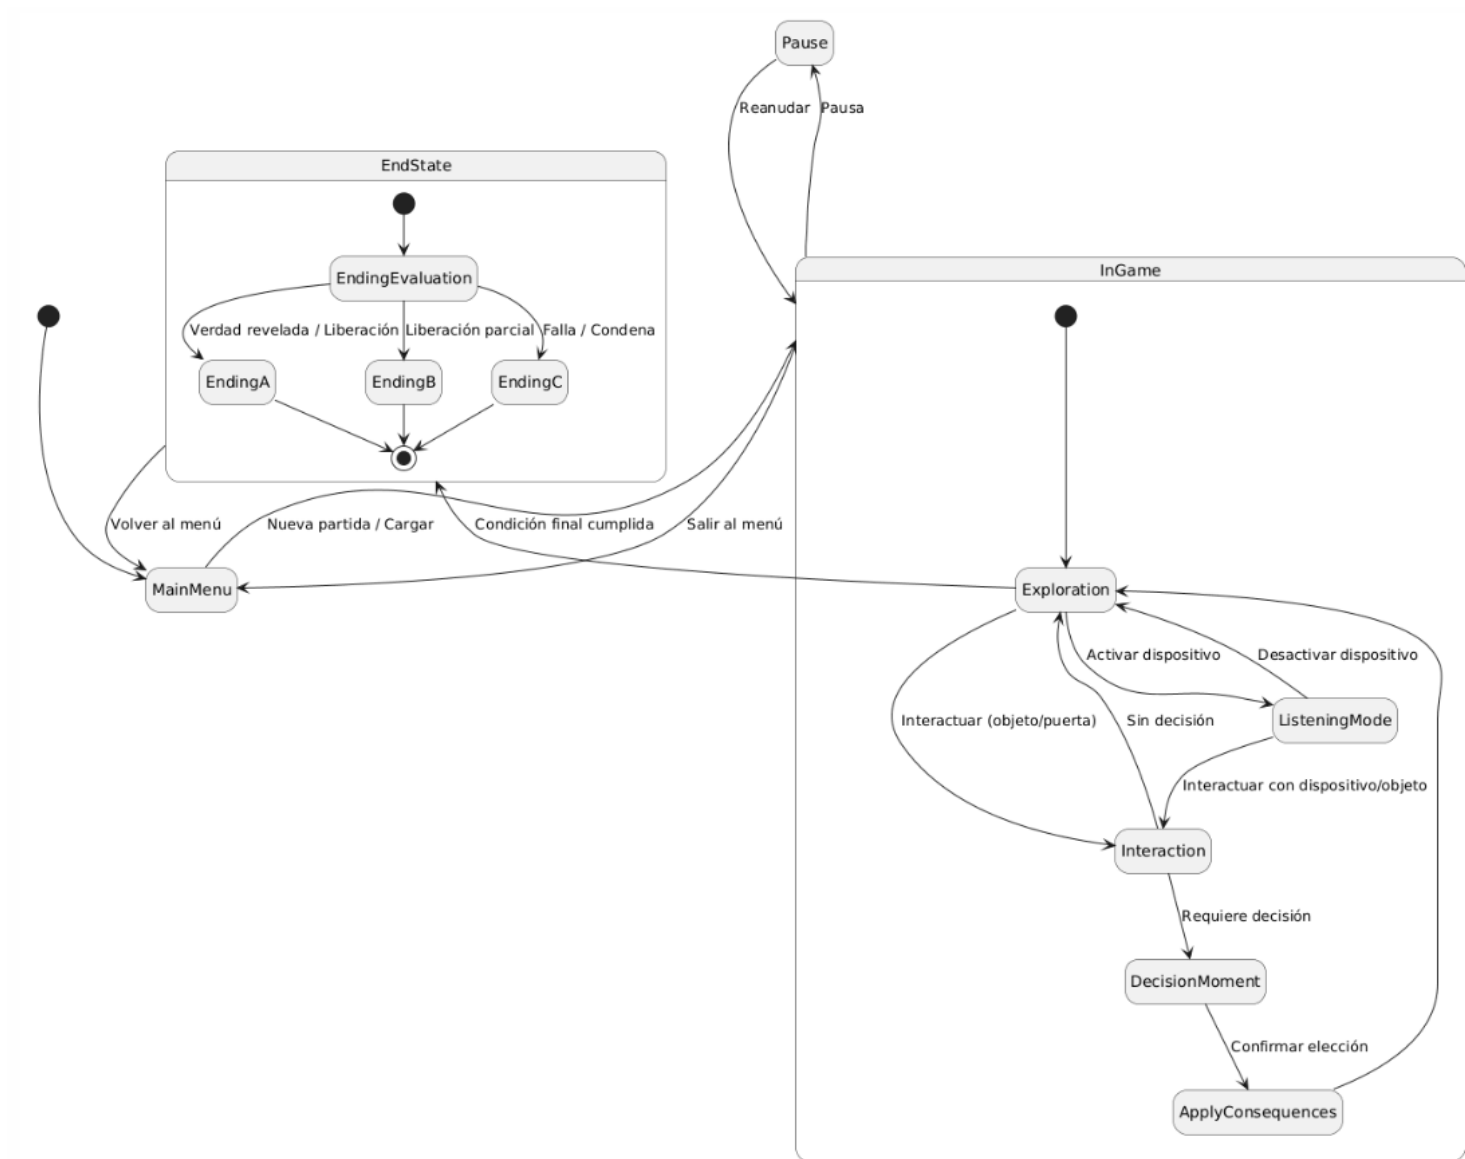 Pause
Reanudar
Pausa
EndState
EndingEvaluation
Verdad revelada / Liberación
Liberación parcial
Falla / Condena
EndingA
EndingB
EndingC
InGame
Volver al menú
Nueva partida / Cargar
Condición final cumplida
Salir al menú
MainMenu
Exploration
Activar dispositivo
Desactivar dispositivo
Interactuar (objeto/puerta)
Sin decisión
ListeningMode
Interactuar con dispositivo/objeto
Interaction
Requiere decisión
DecisionMoment
Confirmar elección
ApplyConsequences